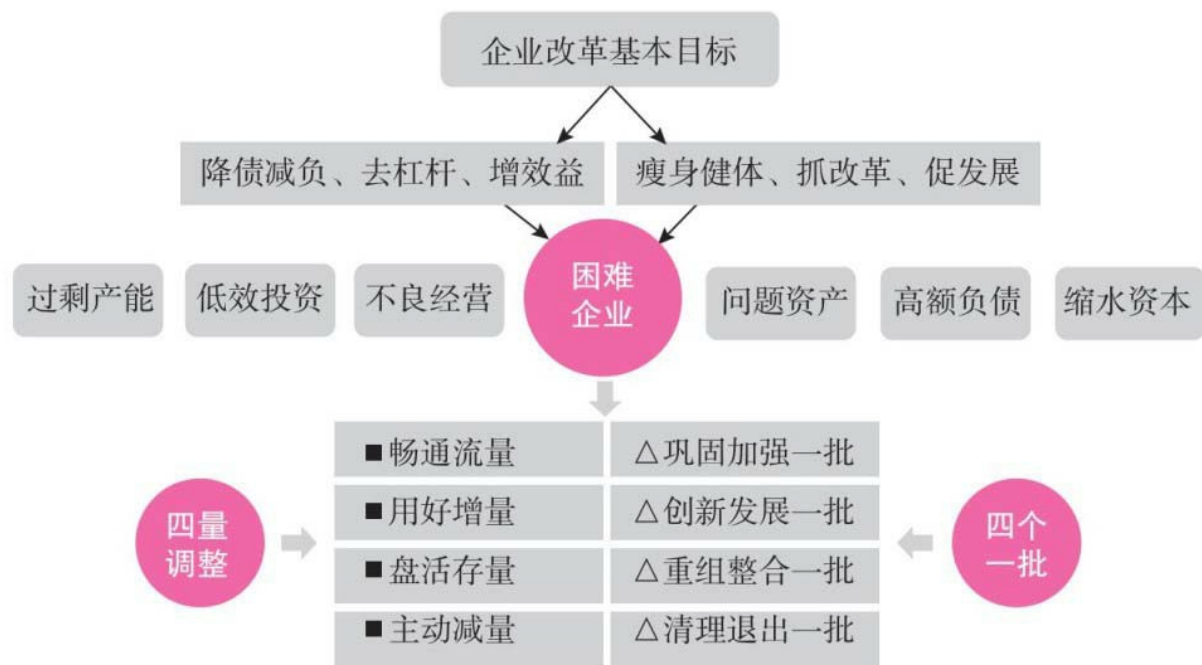 企业改革基本目标
降债减负、去杠杆、增效益
瘦身健体、抓改革、促发展
过剩产能
低效投资
不良经营
困难
企业
问题资产
高额负债
缩水资本
四量
调整
■畅通流量
△巩固加强一批
■用好增量
△创新发展一批
■盘活存量
△重组整合一批
■主动减量
△清理退出一批
四个
一批